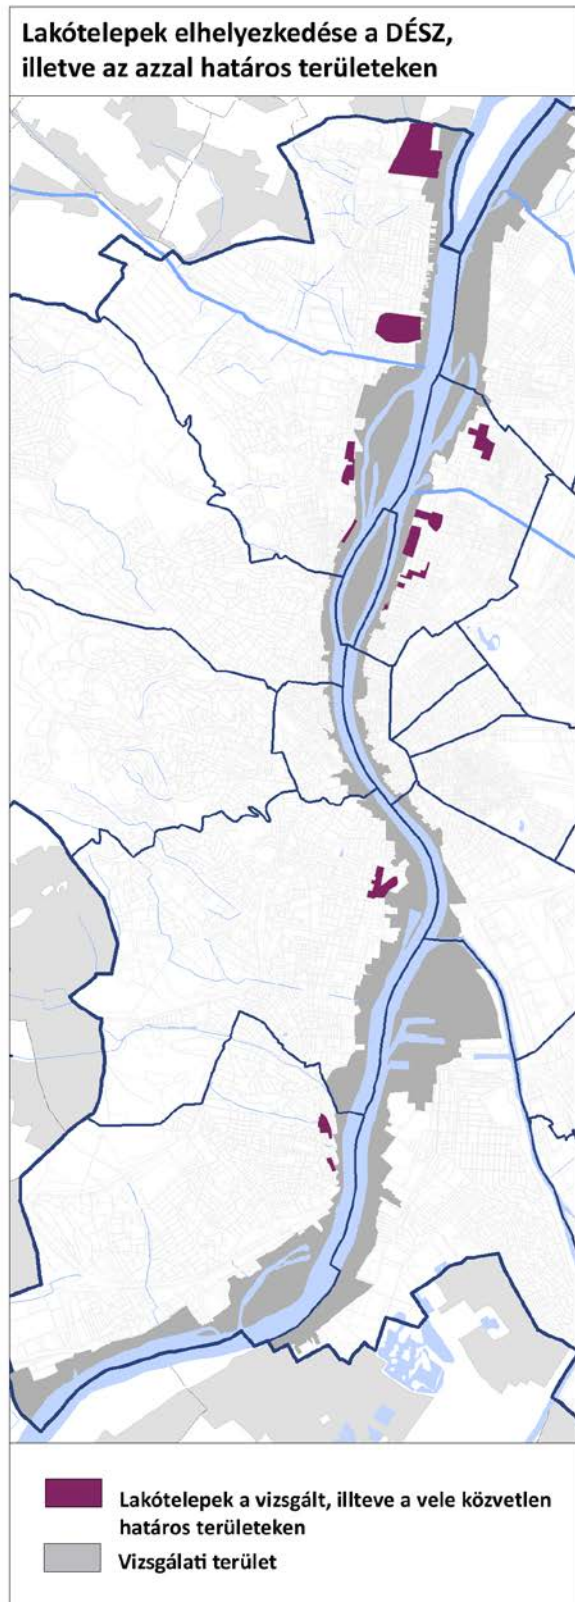 Lakótelepek elhelyezkedése a DÉSZ,
illetve az azzal határos területeken
Lakótelepek a vizsgált, illteve a vele közvetlen
határos területeken
Vizsgálati terület